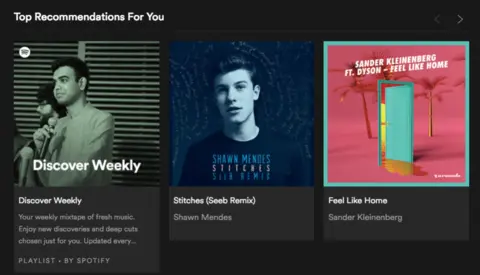 Top Recommendations For You
Discover Weekly
SHAWN MENDES
STITCHES
SEEB REMIX
SANDER KLEINENBERG
FT. DYSON – FEEL LIKE HOME
Discover Weekly
Your weekly mixtape of fresh music.
Enjoy new discoveries and deep cuts
chosen just for you. Updated every...
PLAYLIST • BY SPOTIFY
Stitches (Seeb Remix)
Shawn Mendes
Feel Like Home
Sander Kleinenberg